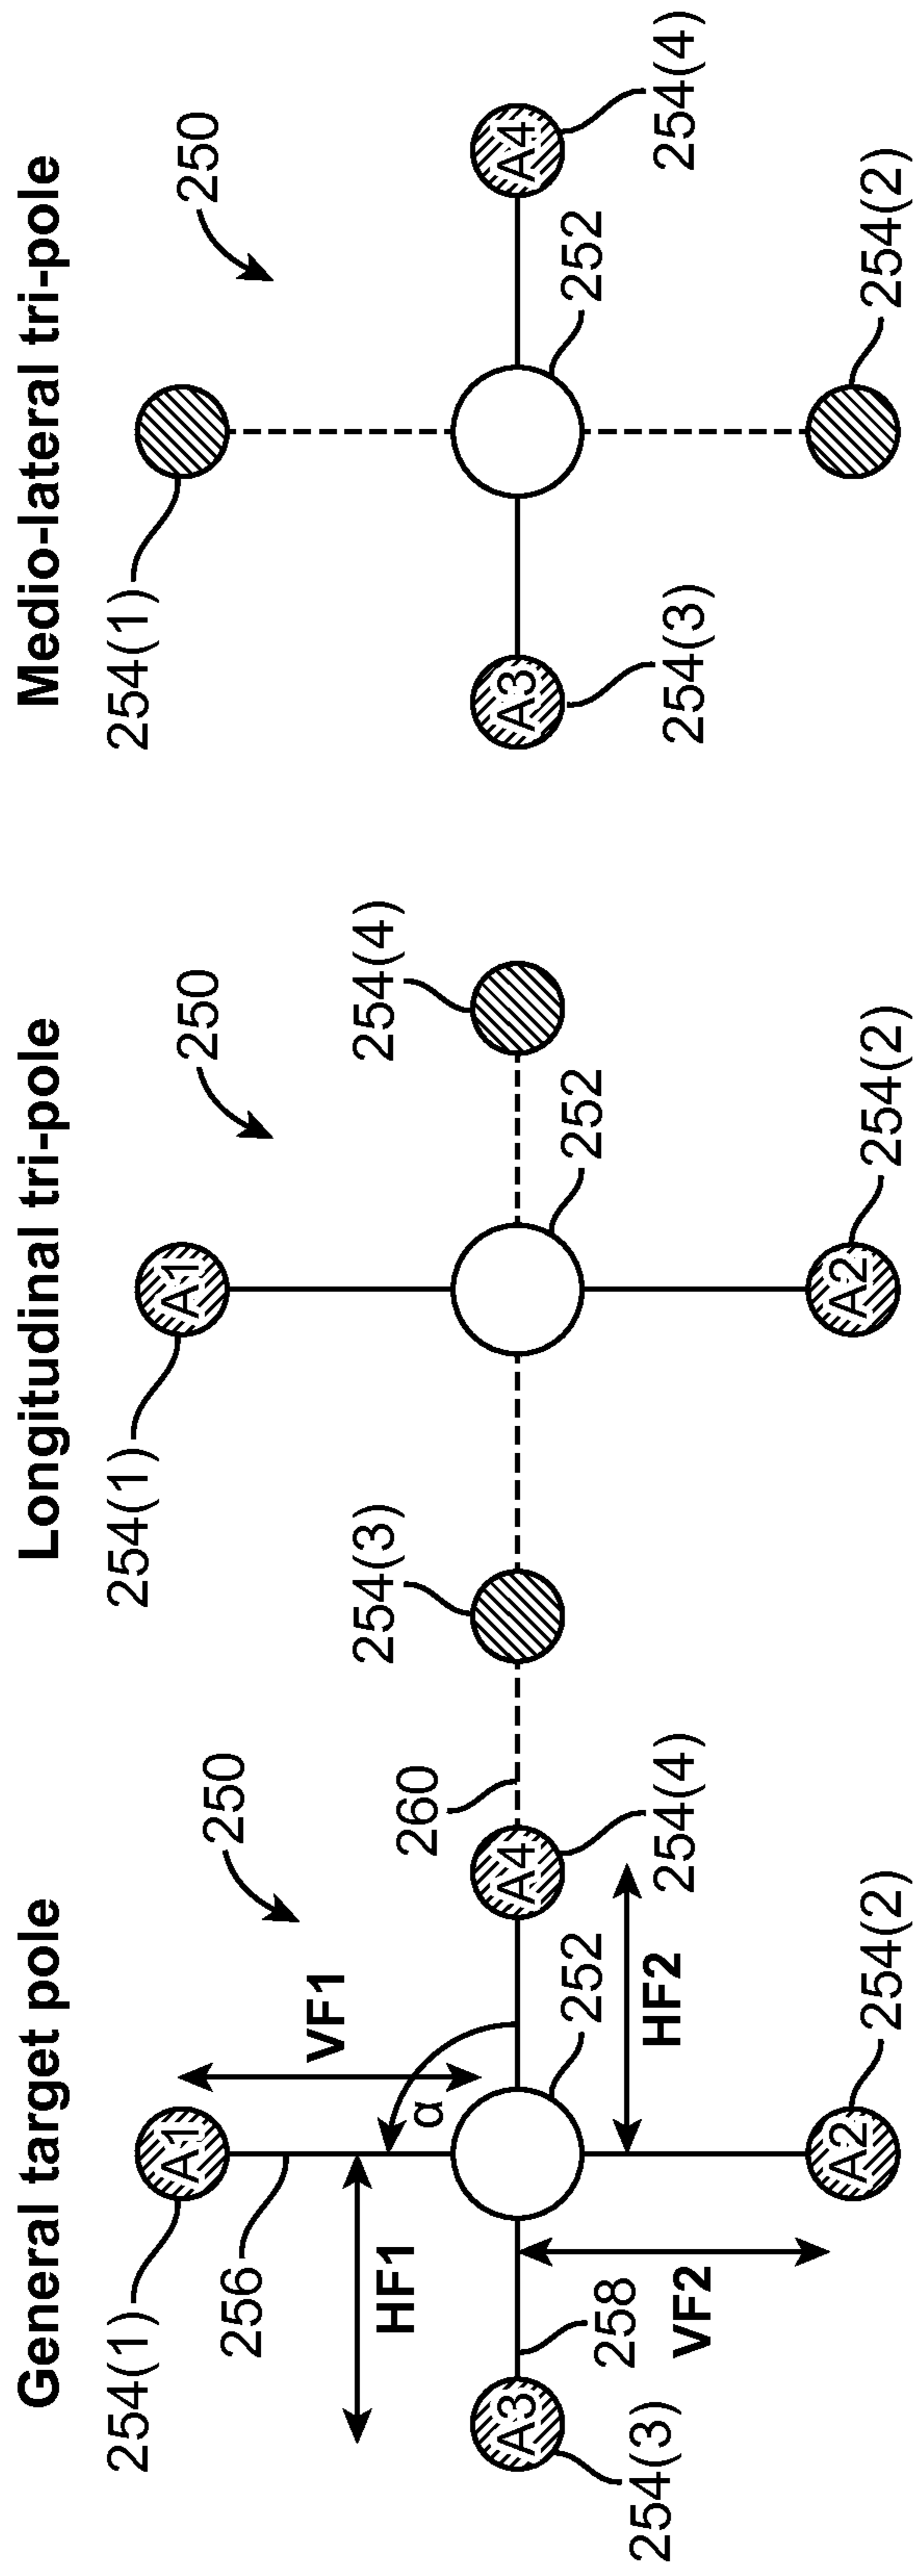 General target pole
250
254(1)
A1
VF1
256
HF1
α
260
252
A4
254(4)
A3
258
HF2
254(3)
VF2
A2
254(2)
Longitudinal tri-pole
250
254(1)
A1
254(3)
254(4)
252
A2
254(2)
Medio-lateral tri-pole
250
254(1)
252
A3
A4
254(3)
254(4)
254(2)